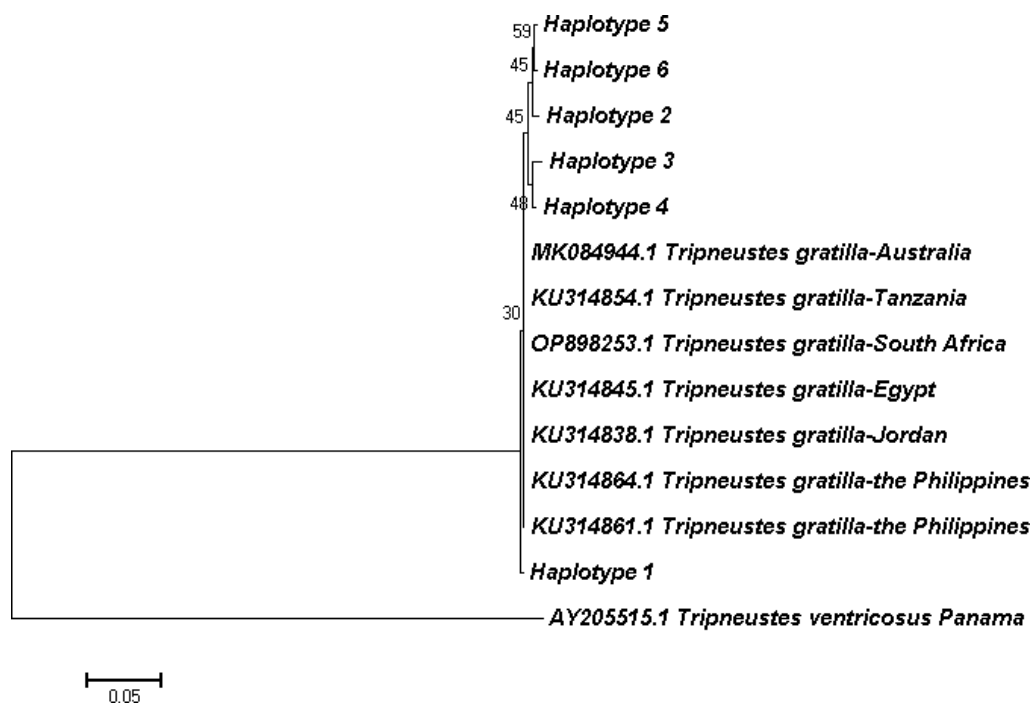 59
Haplotype 5
45
Haplotype 6
45
Haplotype 2
Haplotype 3
48
Haplotype 4
MK084944.1 Tripneustes gratilla-Australia
KU314854.1 Tripneustes gratilla-Tanzania
30
OP898253.1 Tripneustes gratilla-South Africa
KU314845.1 Tripneustes gratilla-Egypt
KU314838.1 Tripneustes gratilla-Jordan
KU314864.1 Tripneustes gratilla-the Philippines
KU314861.1 Tripneustes gratilla-the Philippines
Haplotype 1
AY205515.1 Tripneustes ventricosus Panama
0.05